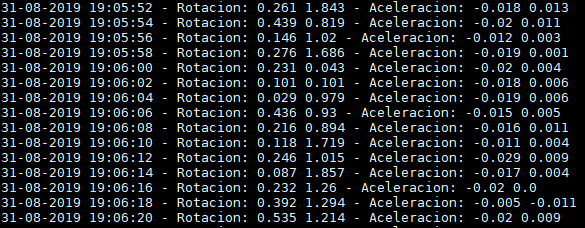 31-08-2019 19:05:52 - Rotacion: 0.261 1.843 - Aceleracion: -0.018 0.013
31-08-2019 19:05:54 - Rotacion: 0.439 0.819 - Aceleracion: -0.02 0.011
31-08-2019 19:05:56 - Rotacion: 0.146 1.02 - Aceleracion: -0.012 0.003
31-08-2019 19:05:58 - Rotacion: 0.276 1.686 - Aceleracion: -0.019 0.001
31-08-2019 19:06:00 - Rotacion: 0.231 0.043 - Aceleracion: -0.02 0.004
31-08-2019 19:06:02 - Rotacion: 0.101 0.101 - Aceleracion: -0.018 0.006
31-08-2019 19:06:04 - Rotacion: 0.029 0.979 - Aceleracion: -0.019 0.006
31-08-2019 19:06:06 - Rotacion: 0.436 0.93 - Aceleracion: -0.015 0.005
31-08-2019 19:06:08 - Rotacion: 0.216 0.894 - Aceleracion: -0.016 0.011
31-08-2019 19:06:10 - Rotacion: 0.118 1.719 - Aceleracion: -0.011 0.004
31-08-2019 19:06:12 - Rotacion: 0.246 1.015 - Aceleracion: -0.029 0.009
31-08-2019 19:06:14 - Rotacion: 0.087 1.857 - Aceleracion: -0.017 0.004
31-08-2019 19:06:16 - Rotacion: 0.232 1.26 - Aceleracion: -0.02 0.0
31-08-2019 19:06:18 - Rotacion: 0.392 1.294 - Aceleracion: -0.005 -0.011
31-08-2019 19:06:20 - Rotacion: 0.535 1.214 - Aceleracion: -0.02 0.009